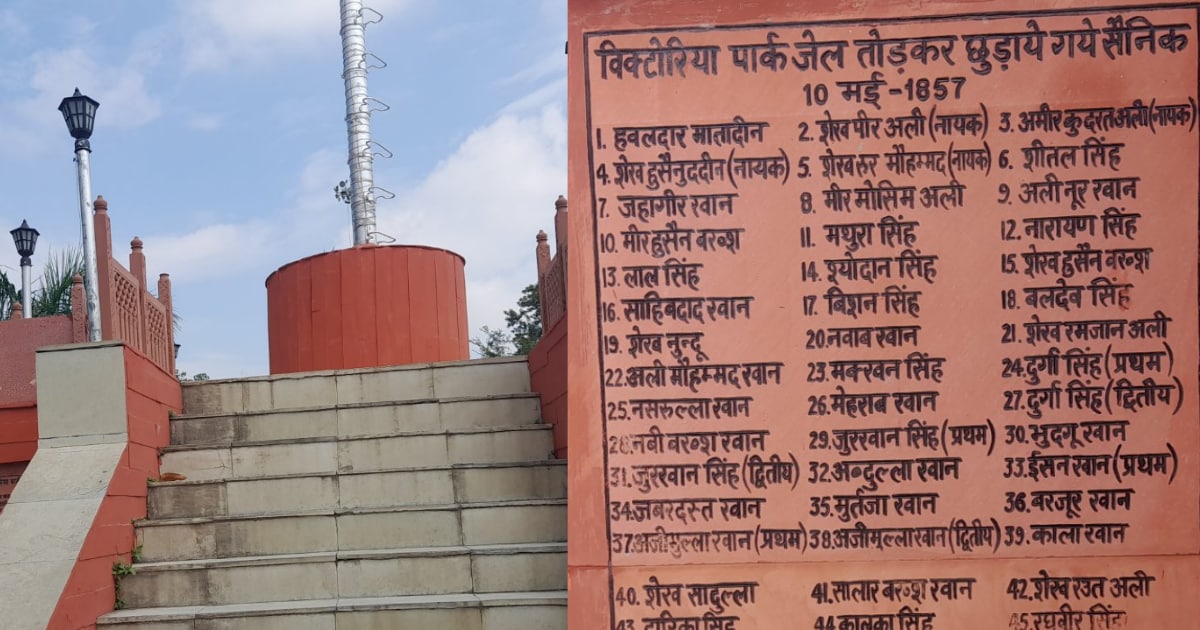 विक्टोरिया पार्क जेल तोड़कर छुड़ाये गये सैनिक
10 मई -1857
1. हवलदार मातादीन 2. शेख पीर अली (नायक) 3. अमीर कुदरत अली (नायक)
4. शेख हुसैनुददीन (नायक) 5. शेख रुर मौहम्मद (नायक) 6. शीतल सिंह
7. जहागीर खान 8. मीर मोसिम अली 9. अली नूर खान
10. मीर हुसैन बख्श 11. मथुरा सिंह 12. नारायण सिंह
13. लाल सिंह 14. श्योदान सिंह 15. शेख हुसैन बख्श
16. साहिबदाद खान 17. बिशन सिंह 18. बलदेव सिंह
19. शेख नुन्दू 20. नवाब खान 21. शेख रमजान अली
22. अली मौहम्मद खान 23. मक्खन सिंह 24. दुर्गा सिंह (प्रथम)
25. नसरुल्ला खान 26. मेहराब खान 27. दुर्गा सिंह (द्वितीय)
28. नबी बख्श खान 29. जुरखान सिंह (प्रथम) 30. भुदगू खान
31. जुरखान सिंह (द्वितीय) 32. अब्दुल्ला खान 33. ईसन खान (प्रथम)
34. जबरदस्त खान 35. मुर्तजा खान 36. बरजूर खान
37. अजीमुल्ला खान (प्रथम) 38. अजीमुल्ला खान (द्वितीय) 39. काला खान
40. शेख सादुल्ला 41. सालार बख्श खान 42. शेख रउत अली
43. द्वारिका सिंह 44. कालका सिंह 45. रघुवीर सिंह